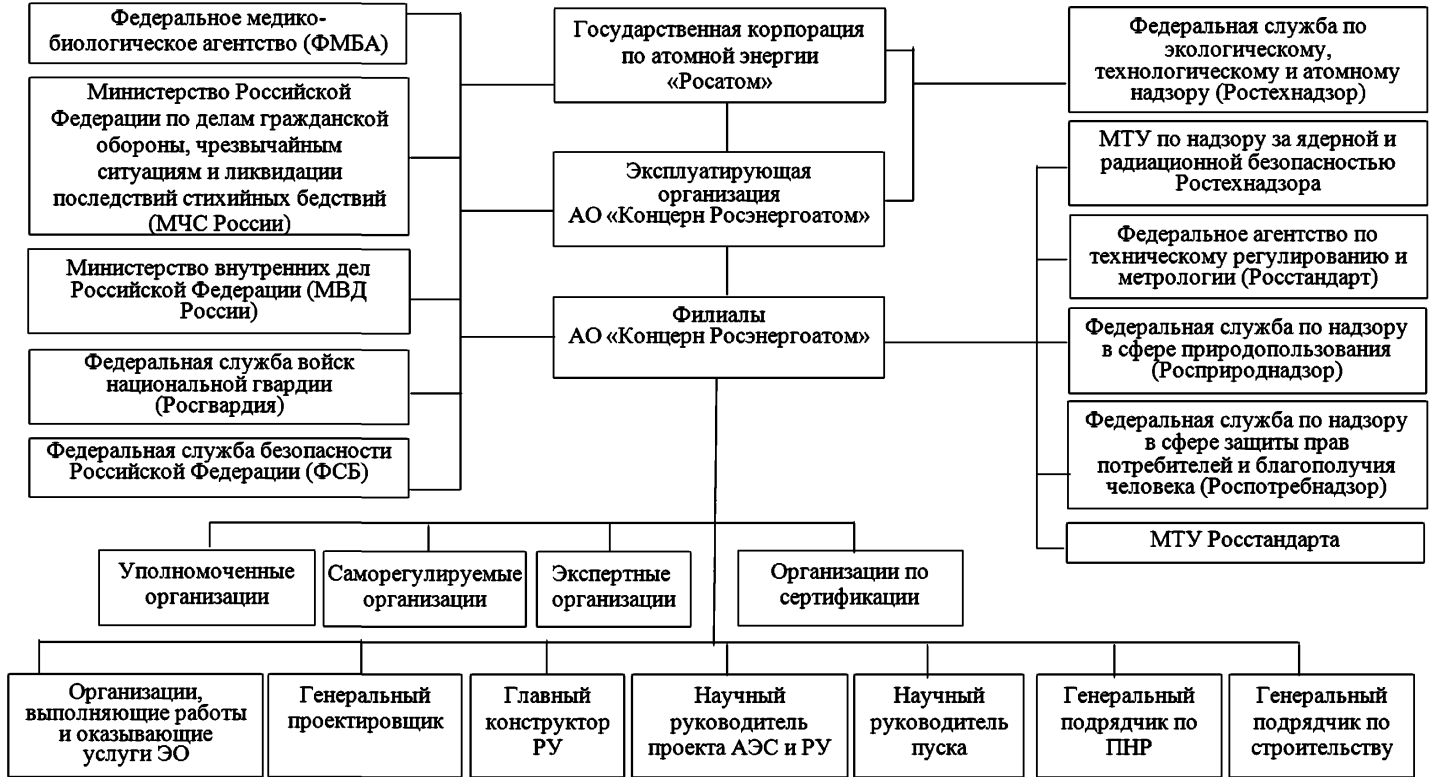 Федеральное медико-
биологическое агентство (ФМБА)
Министерство Российской
Федерации по делам гражданской
обороны, чрезвычайным
ситуациям и ликвидации
последствий стихийных бедствий
(МЧС России)
Министерство внутренних дел
Российской Федерации (МВД
России)
Федеральная служба войск
национальной гвардии
(Росгвардия)
Федеральная служба безопасности
Российской Федерации (ФСБ)
Государственная корпорация
по атомной энергии
«Росатом»
Эксплуатирующая
организация
АО «Концерн Росэнергоатом»
Филиалы
АО «Концерн Росэнергоатом»
Федеральная служба по
экологическому,
технологическому и атомному
надзору (Ростехнадзор)
МТУ по надзору за ядерной и
радиационной безопасностью
Ростехнадзора
Федеральное агентство по
техническому регулированию и
метрологии (Росстандарт)
Федеральная служба по надзору
в сфере природопользования
(Росприроднадзор)
Федеральная служба по надзору
в сфере защиты прав
потребителей и благополучия
человека (Роспотребнадзор)
МТУ Росстандарта
Уполномоченные
организации
Саморегулируемые
организации
Экспертные
организации
Организации по
сертификации
Организации,
выполняющие работы
и оказывающие
услуги ЭО
Генеральный
проектировщик
Главный
конструктор
РУ
Научный
руководитель
проекта АЭС и РУ
Научный
руководитель
пуска
Генеральный
подрядчик по
ПНР
Генеральный
подрядчик по
строительству